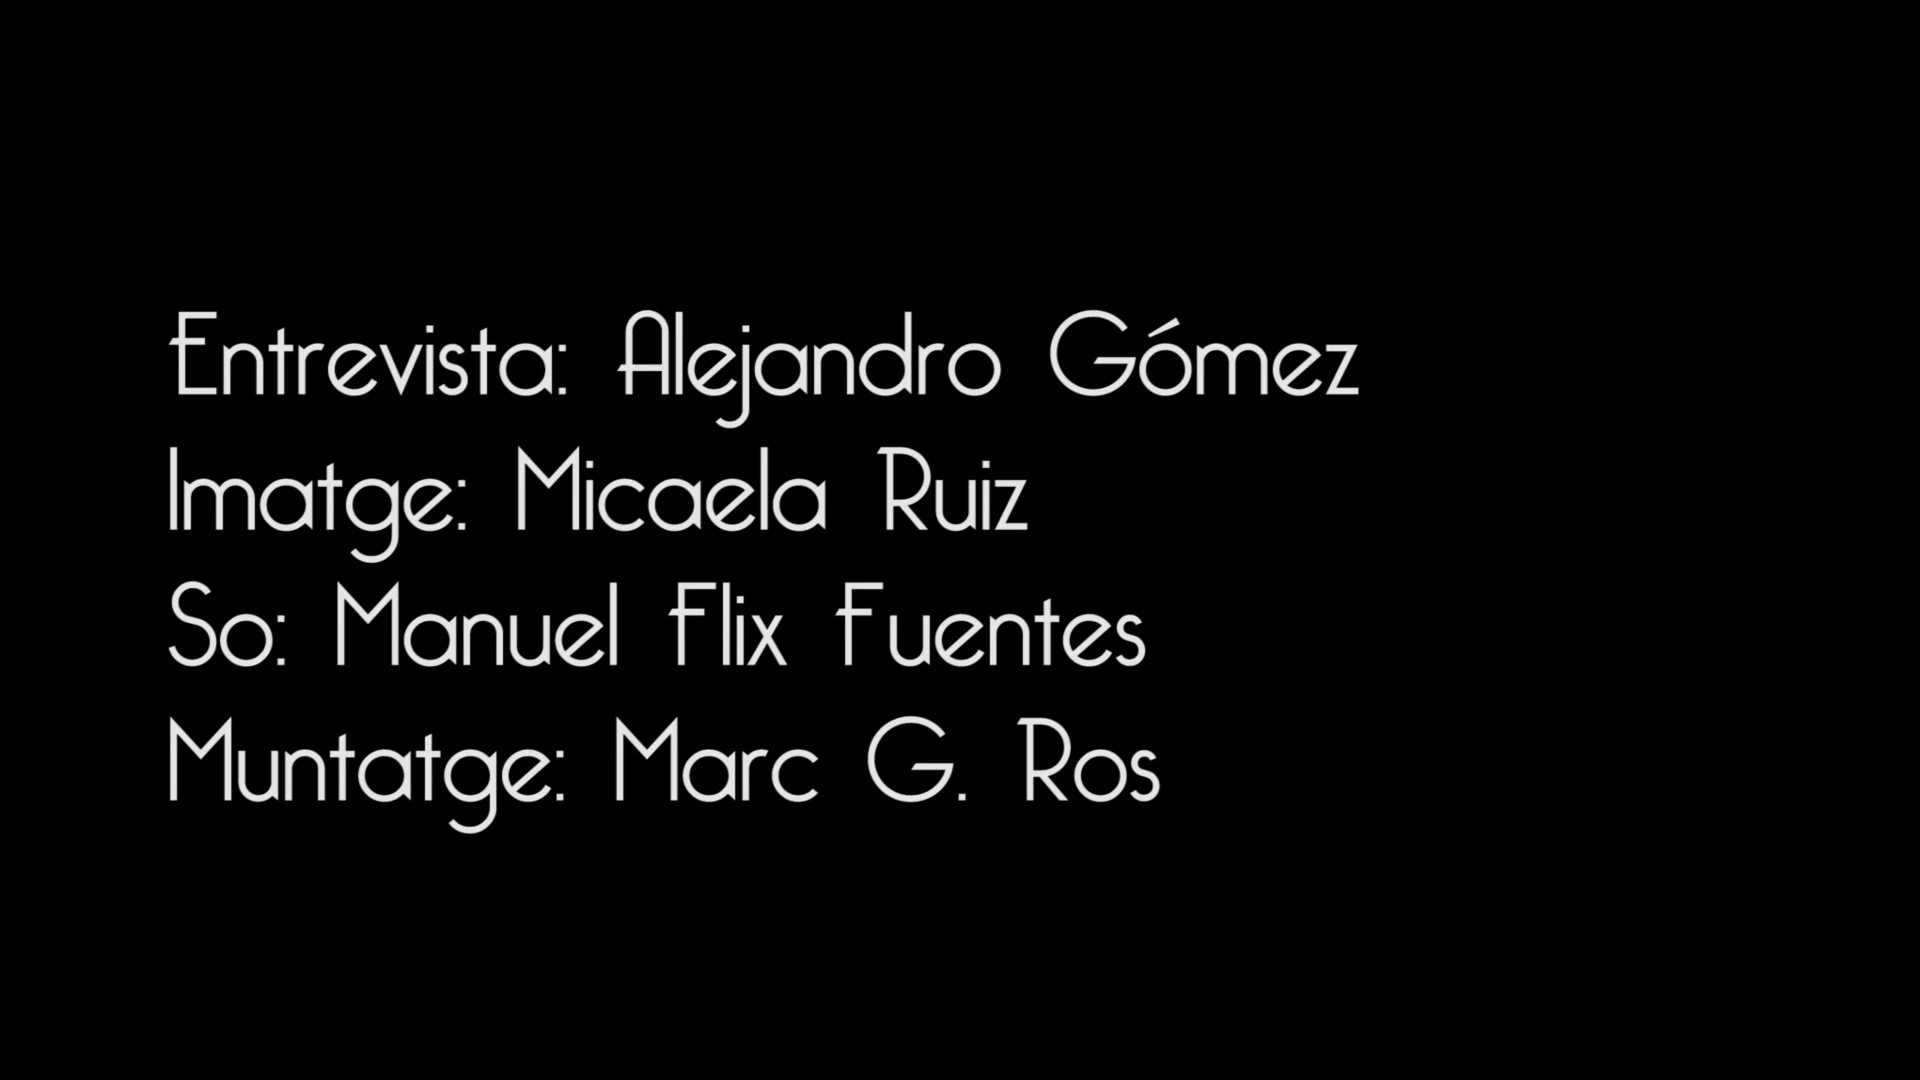 Entrevista: Alejandro Gómez
Imatge: Micaela Ruiz
So: Manuel Flix Fuentes
Muntatge: Marc G. Ros